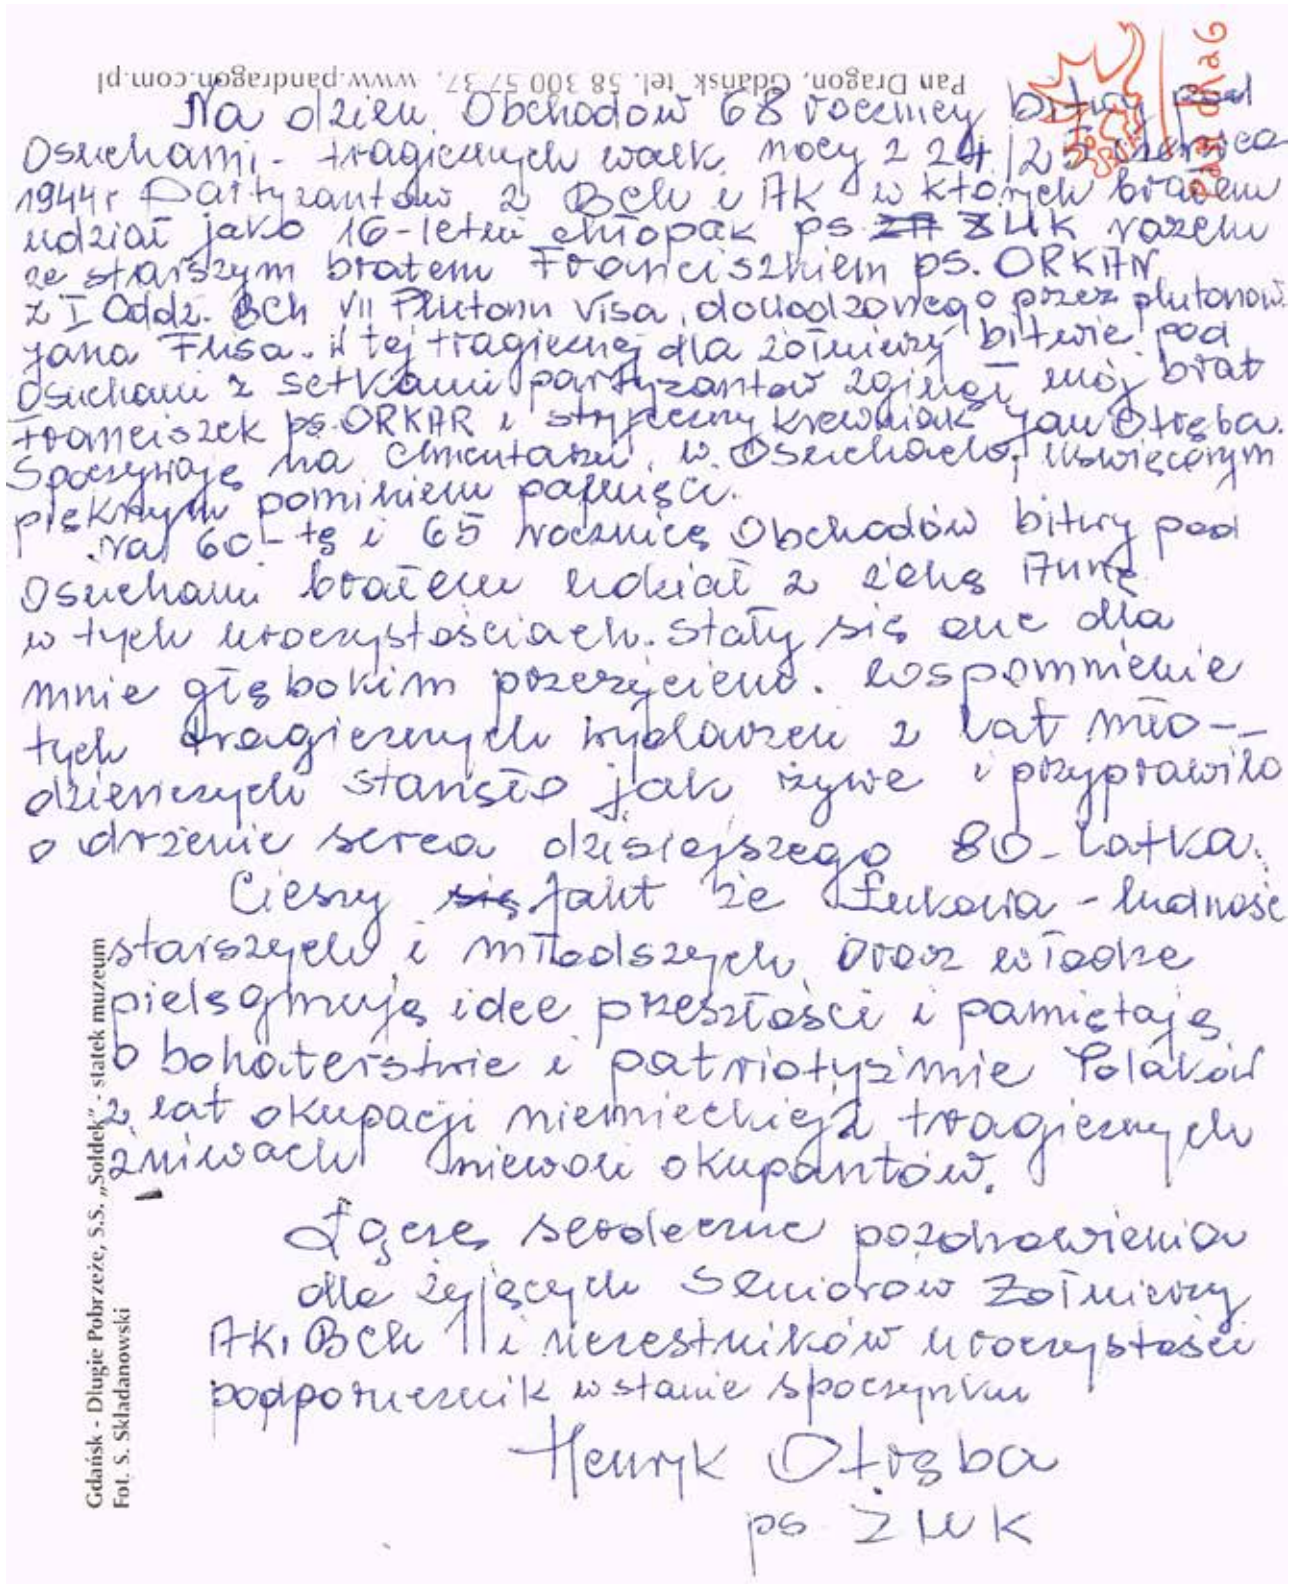 Pan Dragon, Gdańsk, tel. 58 300 57 37, www.pandragon.com.pl
Na dzień Obchodów 68 rocznicy bitwy pod
Osuchami - tragicznych walk nocy z 24/25 czerwca
1944r Partyzantów z BCh i AK w których brałem
udział jako 16-letni chłopak ps. ŻUK razem
ze starszym bratem Franciszkiem ps. ORKAN
z I Oddz. BCh VII Plutonu Visa, dowodzonego przez plutonow.
Jana Fusa. W tej tragicznej dla żołnierzy bitwie pod
Osuchami z setkami partyzantów zginął mój brat
Franciszek ps. ORKAR i stryjeczny krewniak Jan Otręba.
Spoczywają na cmentarzu, w Osuchach, uświęconym
pięknym pomnikiem pamięci.
Na 60-tą i 65 rocznicę Obchodów bitwy pod
Osuchami brałem udział z żoną Anną
w tych uroczystościach. Stały się one dla
mnie głębokim przeżyciem. Wspomnienie
tych tragicznych wydarzeń z lat mło-
dzieńczych stanęło jak żywe i przyprawiło
o drżenie serca dzisiejszego 80-latka.
Cieszy się fakt że Łukowa - ludność
starszych i młodszych oraz władze
pielęgnują idee przeszłości i pamiętają
o bohaterstwie i patriotyzmie Polaków
z lat okupacji niemieckiej z tragicznych
żniwach niewoli okupantów.
Łączę serdeczne pozdrowienia
dla żyjących Seniorów Żołnierzy
AK, BCh i uczestników uroczystości
podporucznik w stanie spoczynku
Henryk Otręba
ps. ŻUK
Gdańsk - Długie Pobrzeże, S.S. „Sołdek" - statek muzeum
Fot. S. Składanowski